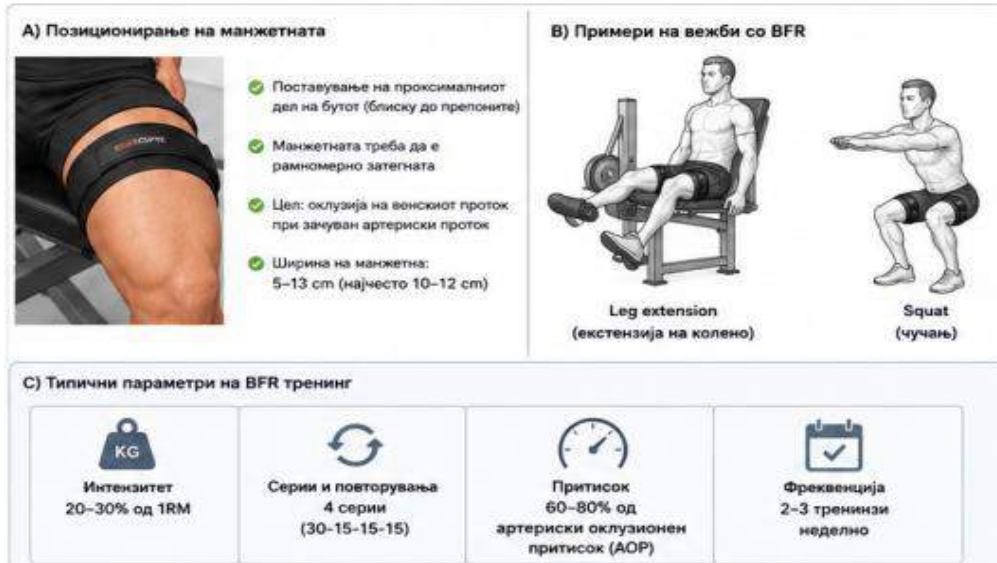 А) Позиционирање на манжетната
Поставување на проксималниот
дел на бутот (блиску до препоните)
Манжетната треба да е
рамномерно затегната
Цел: оклузија на венскиот проток
при зачуван артериски проток
Ширина на манжетна:
5–13 cm (најчесто 10–12 cm)
B) Примери на вежби со BFR
Leg extension
(екстензија на колено)
Squat
(чучањ)
C) Типични параметри на BFR тренинг
KG
Интензитет
20–30% од 1RM
Серии и повторувања
4 серии
(30-15-15-15)
Притисок
60–80% од
артериски оклузионен
притисок (AOP)
Фреквенција
2–3 тренинзи
неделно